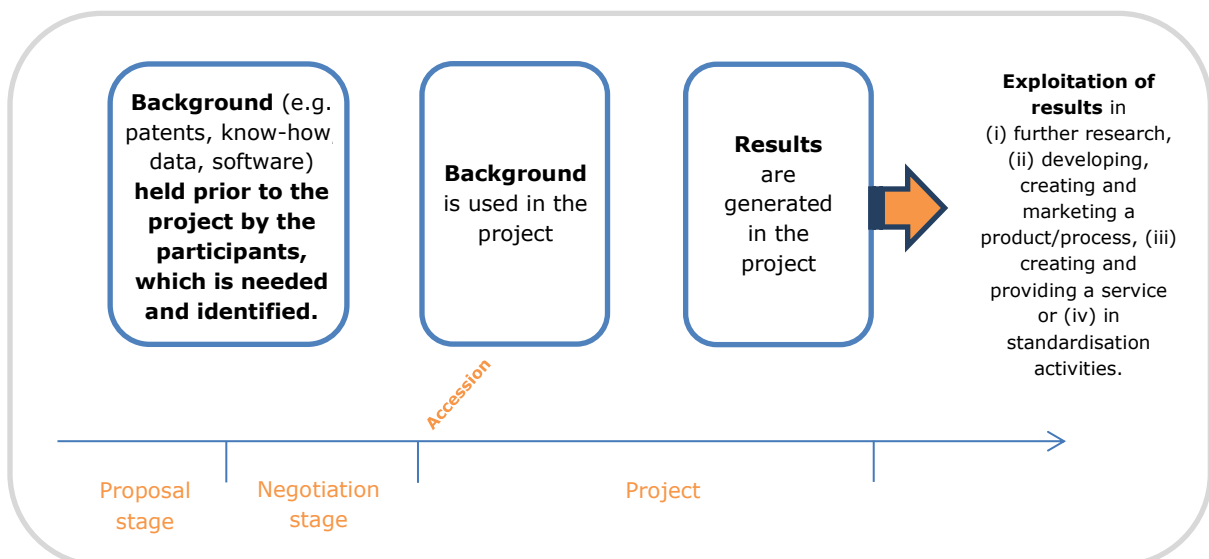 Background (e.g.
patents, know-how,
data, software)
held prior to the
project by the
participants,
which is needed
and identified.
Background
is used in the
project
Results
are
generated
in the
project
Exploitation of
results in
(i) further research,
(ii) developing,
creating and
marketing a
product/process, (iii)
creating and
providing a service
or (iv) in
standardisation
activities.
Accession
Proposal
stage
Negotiation
stage
Project